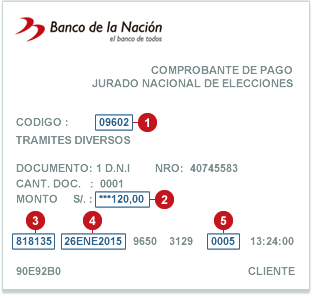 Banco de la Nación
el banco de todos
COMPROBANTE DE PAGO
JURADO NACIONAL DE ELECCIONES
CODIGO : 09602 1
TRAMITES DIVERSOS
DOCUMENTO: 1 D.N.I NRO: 40745583
CANT. DOC. : 0001
MONTO S/. : ***120,00 2
3 4 5
818135 26ENE2015 9650 3129 0005 13:24:00
90E92B0 CLIENTE